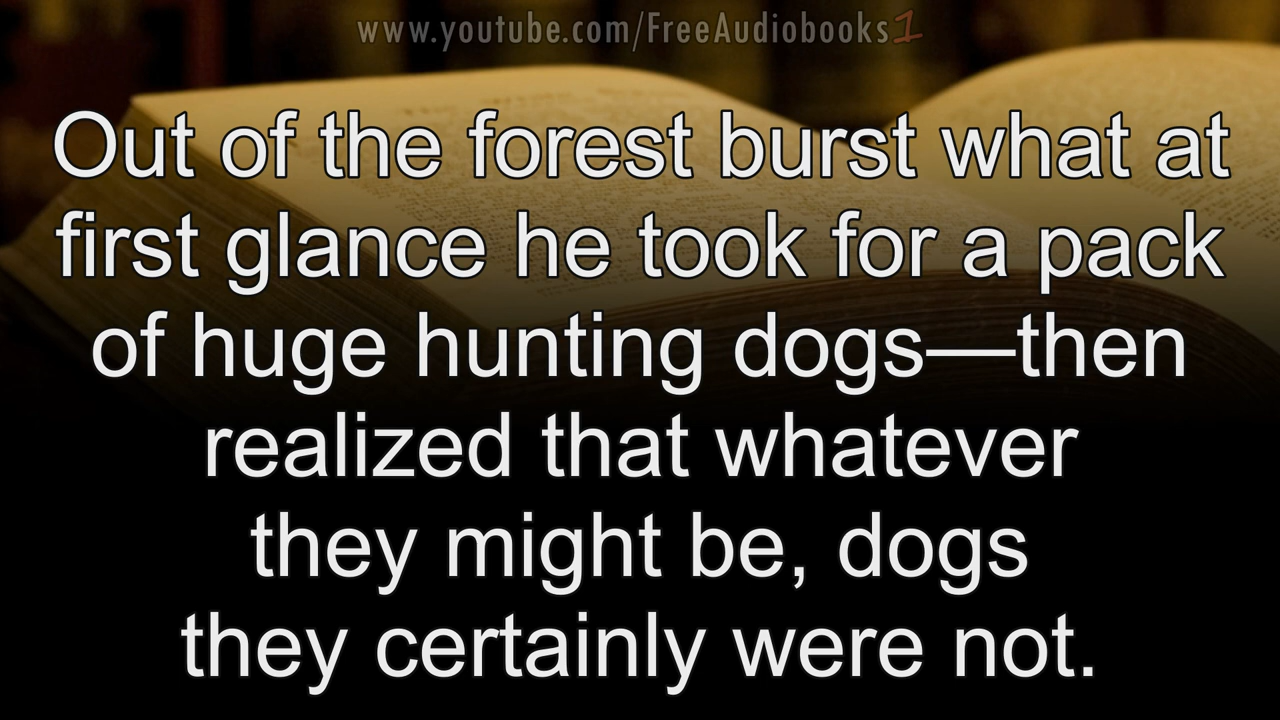 www.youtube.com/FreeAudiobooks1
Out of the forest burst what at
first glance he took for a pack
of huge hunting dogs—then
realized that whatever
they might be, dogs
they certainly were not.